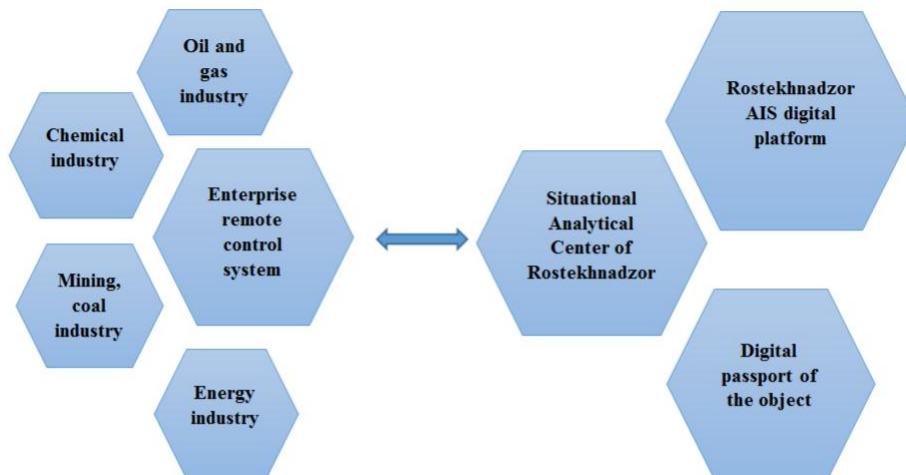 Oil and
gas
industry
Chemical
industry
Enterprise
remote
control
system
Mining,
coal
industry
Energy
industry
Situational
Analytical
Center of
Rostekhnadzor
Rostekhnadzor
AIS digital
platform
Digital
passport of
the object